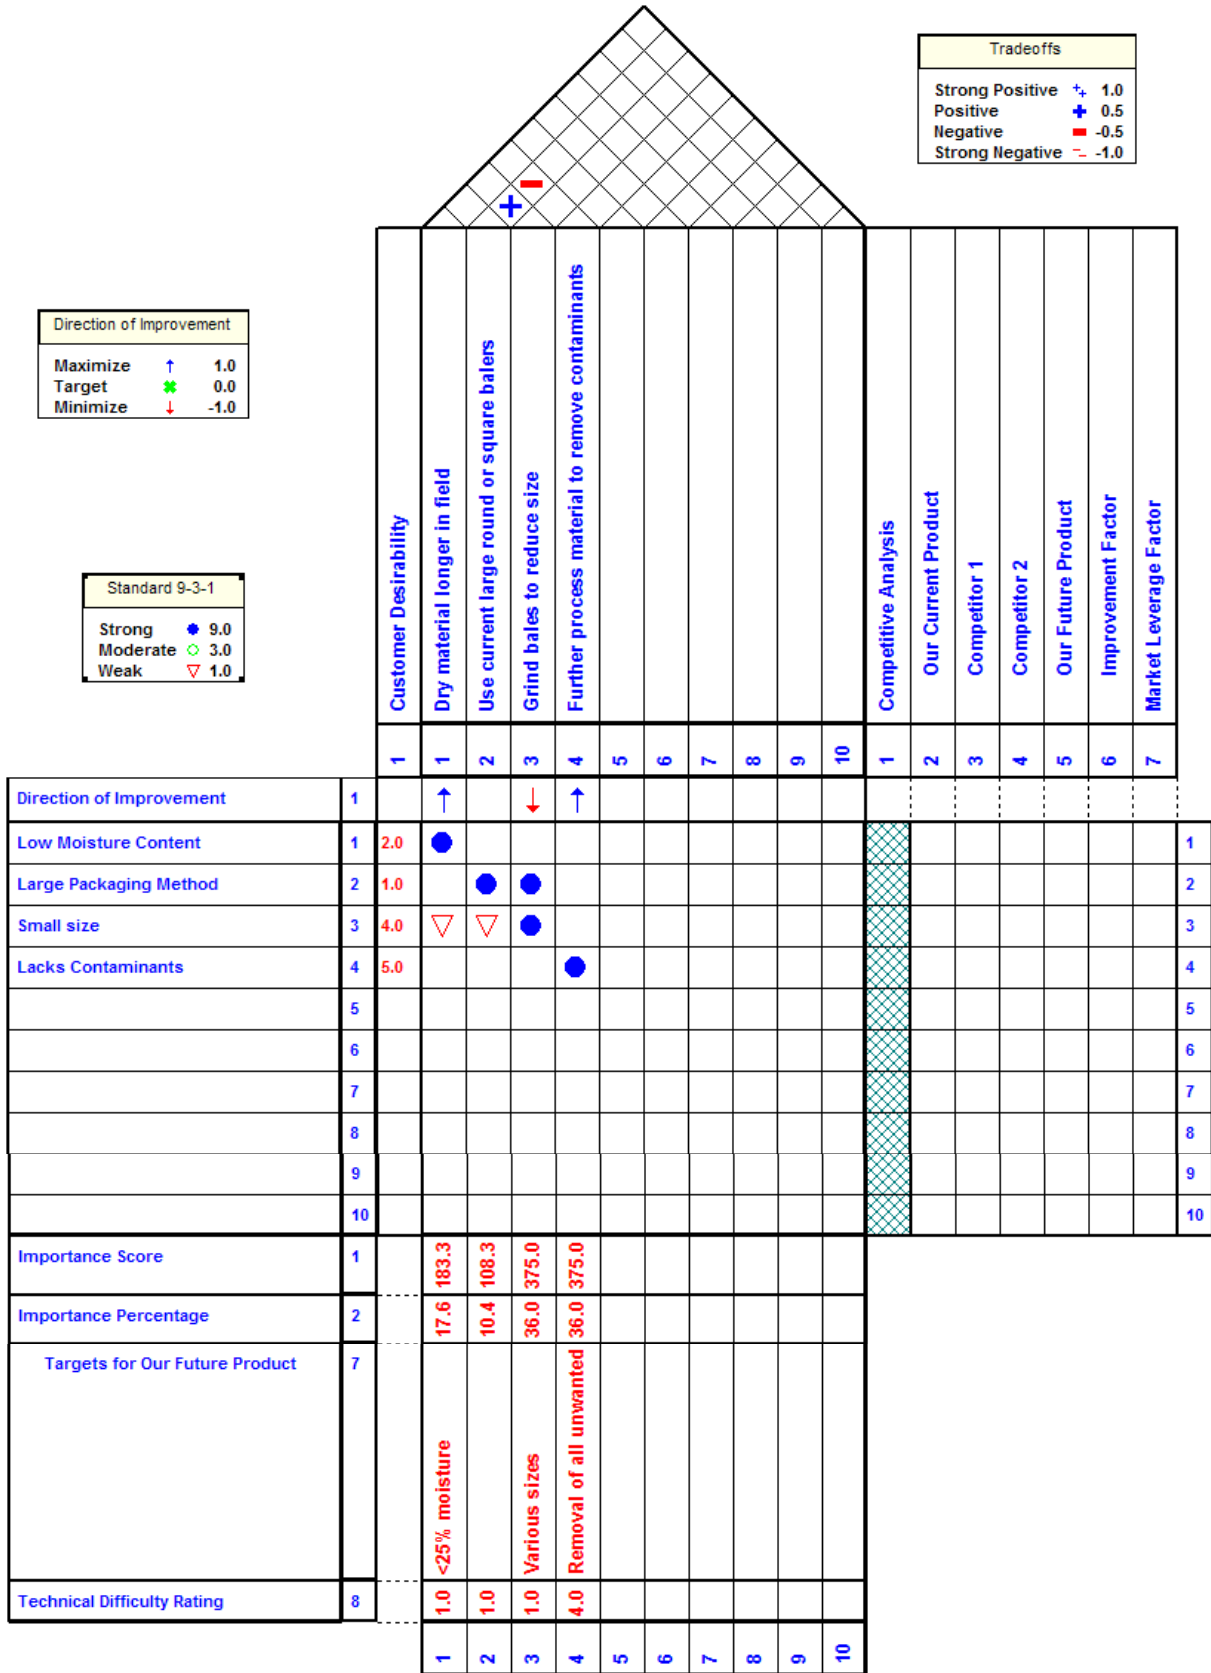 Tradeoffs
Strong Positive 1.0
Positive + 0.5
Negative -0.5
Strong Negative -1.0
Direction of Improvement
Maximize ↑ 1.0
Target ✖ 0.0
Minimize ↓ -1.0
Standard 9-3-1
Strong ● 9.0
Moderate ○ 3.0
Weak ▽ 1.0
Customer Desirability
Dry material longer in field
Use current large round or square balers
Grind bales to reduce size
Further process material to remove contaminants
Competitive Analysis
Our Current Product
Competitor 1
Competitor 2
Our Future Product
Improvement Factor
Market Leverage Factor
1 1 2 3 4 5 6 7 8 9 10 1 2 3 4 5 6 7
Direction of Improvement 1 ↑ ↓ ↑
Low Moisture Content 1 2.0 ● 1
Large Packaging Method 2 1.0 ● ● 2
Small size 3 4.0 ▽ ▽ ● 3
Lacks Contaminants 4 5.0 ● 4
5 5
6 6
7 7
8 8
9 9
10 10
Importance Score 1 183.3 108.3 375.0 375.0
Importance Percentage 2 17.6 10.4 36.0 36.0
Targets for Our Future Product 7
<25% moisture
Various sizes
Removal of all unwanted
Technical Difficulty Rating 8 1.0 1.0 1.0 4.0
1 2 3 4 5 6 7 8 9 10